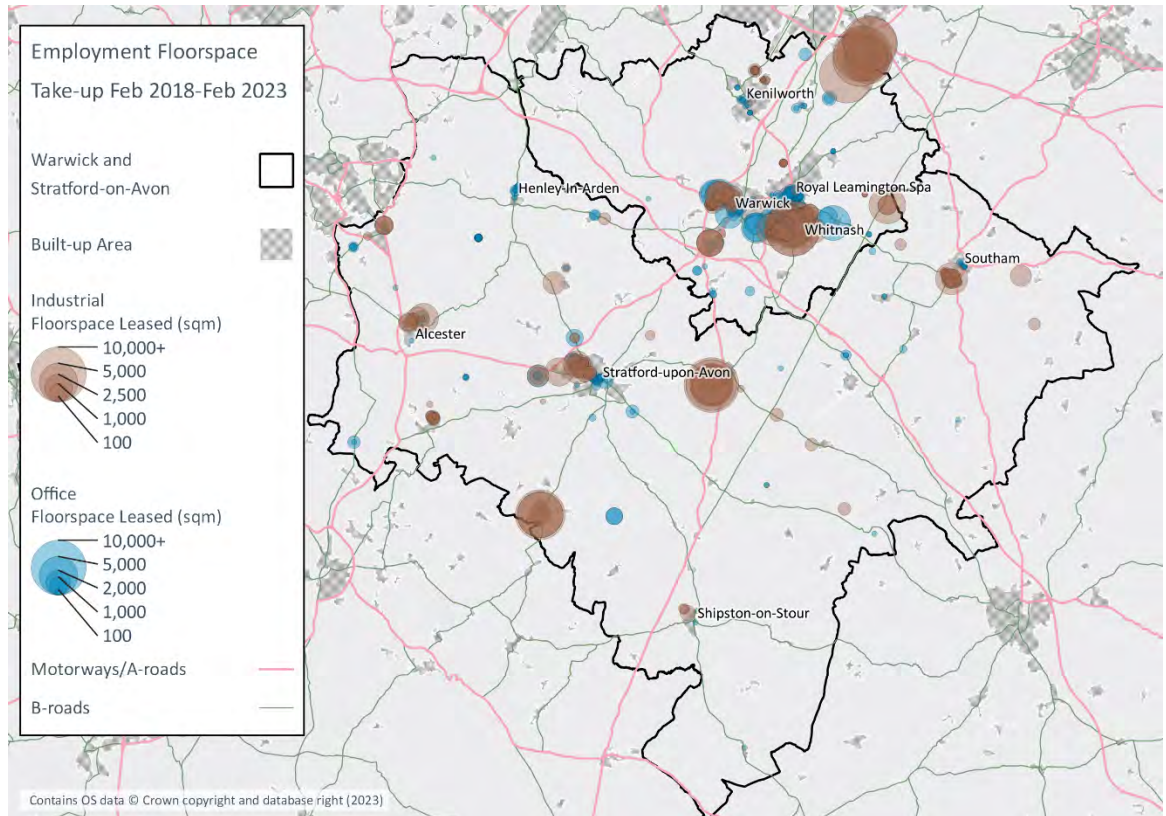 Employment Floorspace
Take-up Feb 2018-Feb 2023
Warwick and
Stratford-on-Avon
Built-up Area
Industrial
Floorspace Leased (sqm)
10,000+
5,000
2,500
1,000
100
Office
Floorspace Leased (sqm)
10,000+
5,000
2,000
1,000
100
Motorways/A-roads
B-roads
Contains OS data © Crown copyright and database right (2023)
Kenilworth
Henley-In-Arden
Royal Leamington Spa
Warwick
Whitnash
Southam
Alcester
Stratford-upon-Avon
Shipston-on-Stour